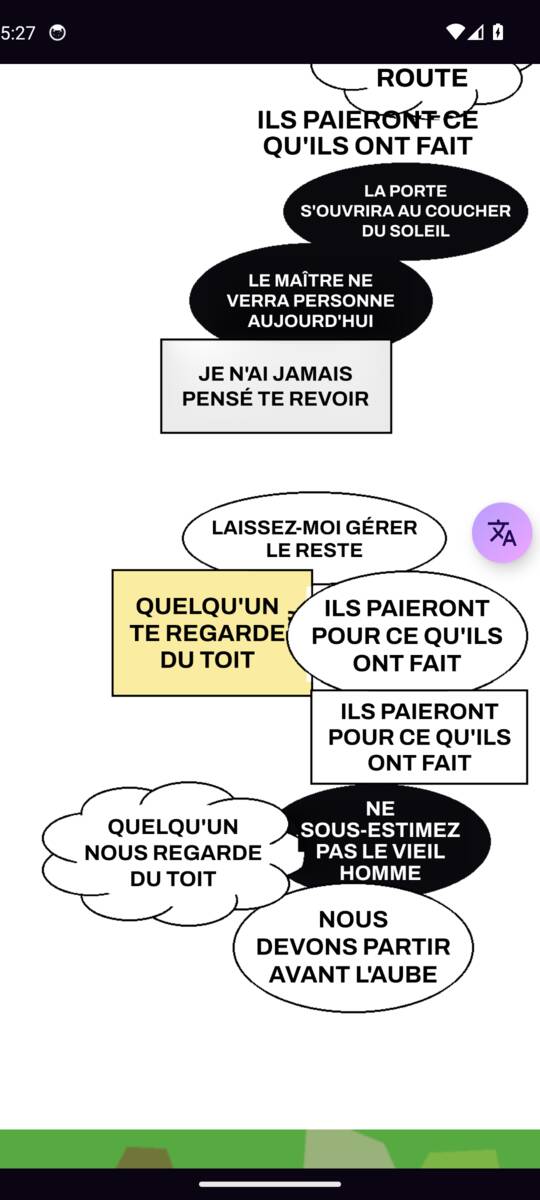 5:27
ROUTE
ILS PAIERONT CE
QU'ILS ONT FAIT
LA PORTE
S'OUVRIRA AU COUCHER
DU SOLEIL
LE MAÎTRE NE
VERRA PERSONNE
AUJOURD'HUI
JE N'AI JAMAIS
PENSÉ TE REVOIR
LAISSEZ-MOI GÉRER
LE RESTE
QUELQU'UN
TE REGARDE
DU TOIT
ILS PAIERONT
POUR CE QU'ILS
ONT FAIT
ILS PAIERONT
POUR CE QU'ILS
ONT FAIT
NE
SOUS-ESTIMEZ
PAS LE VIEIL
HOMME
QUELQU'UN
NOUS REGARDE
DU TOIT
NOUS
DEVONS PARTIR
AVANT L'AUBE